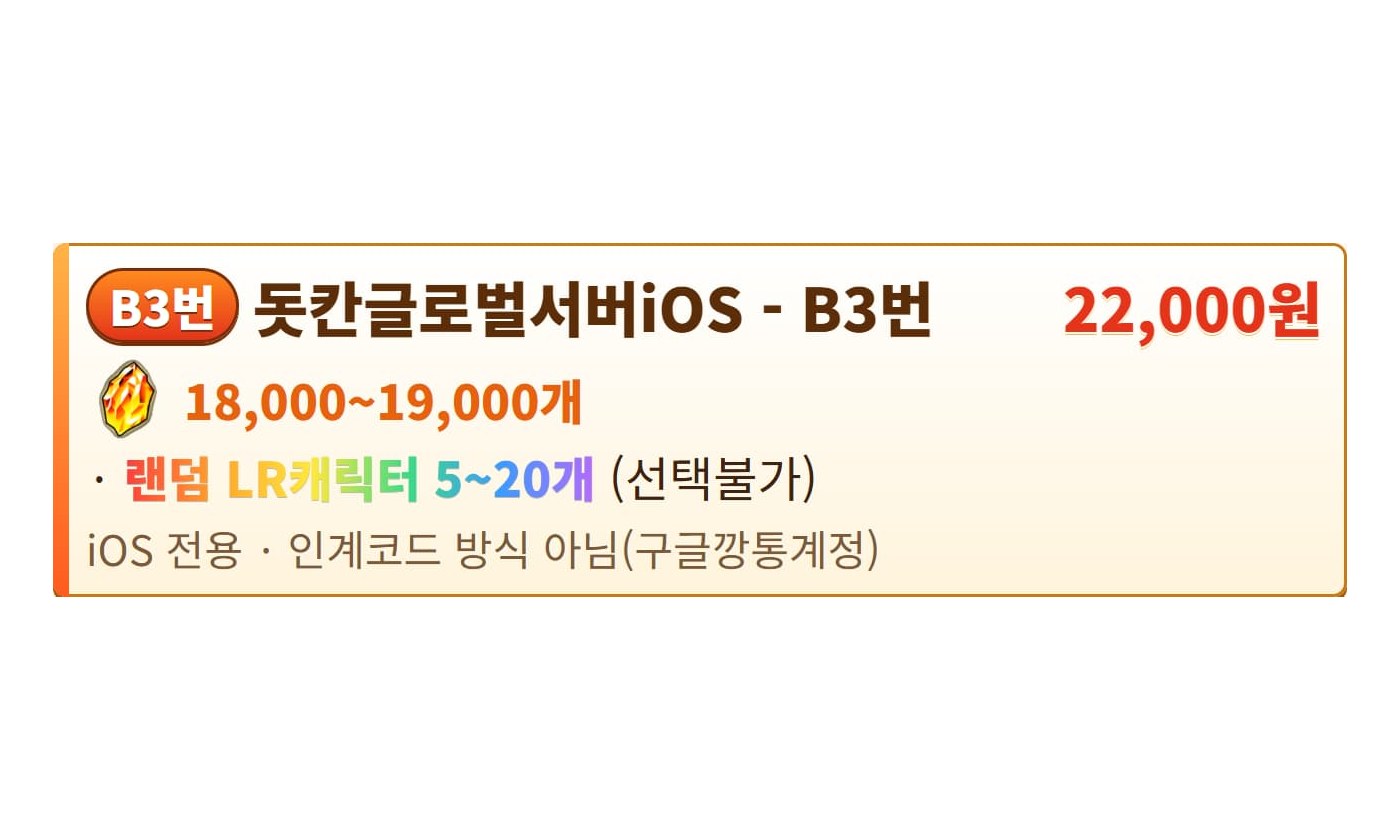 B3번 돗칸글로벌서버iOS - B3번 22,000원
18,000~19,000개
· 랜덤 LR캐릭터 5~20개 (선택불가)
iOS 전용 · 인계코드 방식 아님(구글깡통계정)